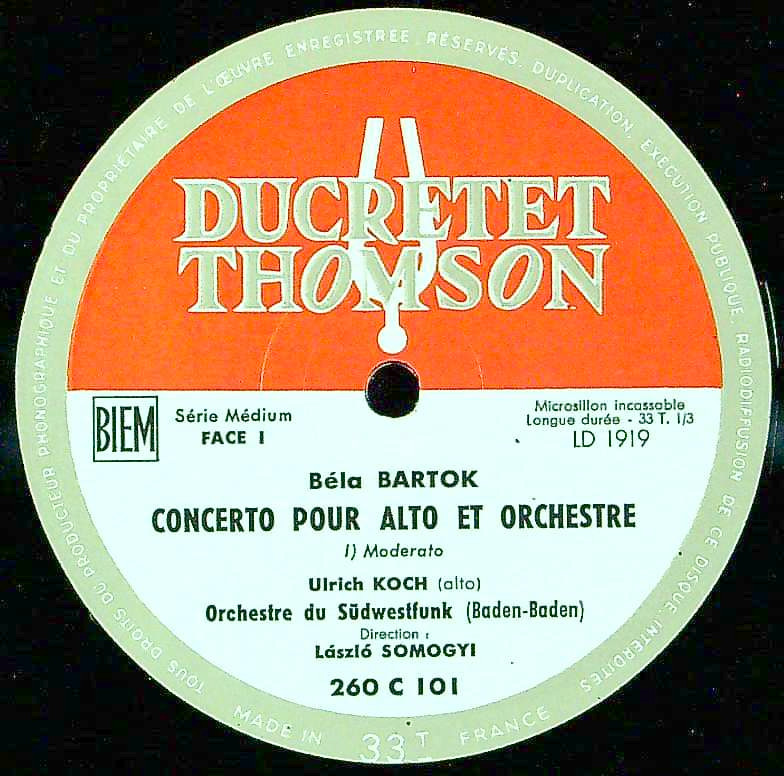 TOUS DROITS DU PRODUCTEUR PHONOGRAPHIQUE ET DU PROPRIÉTAIRE DE L'ŒUVRE ENREGISTRÉE RÉSERVÉS. DUPLICATION, EXÉCUTION PUBLIQUE, RADIODIFFUSION DE CE DISQUE INTERDITES
DUCRETET
THOMSON
BIEM
Série Médium
FACE 1
Microsillon incassable
Longue durée - 33 T. 1/3
LD 1919
Béla BARTOK
CONCERTO POUR ALTO ET ORCHESTRE
I) Moderato
Ulrich KOCH (alto)
Orchestre du Südwestfunk (Baden-Baden)
Direction :
László SOMOGYI
260 C 101
MADE IN 33T FRANCE